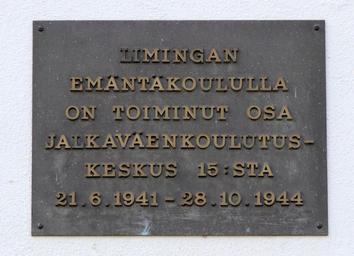 LIMINGAN
EMÄNTÄKOULULLA
ON TOIMINUT OSA
JALKAVÄENKOULUTUS-
KESKUS 15:STA
21.6.1941 - 28.10.1944